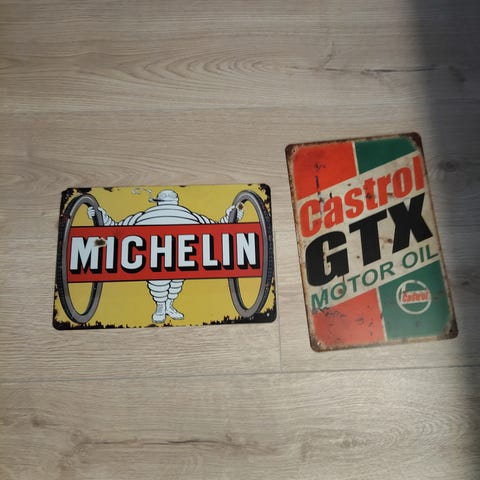 MICHELIN
Castrol
GTX
MOTOR OIL
Castrol